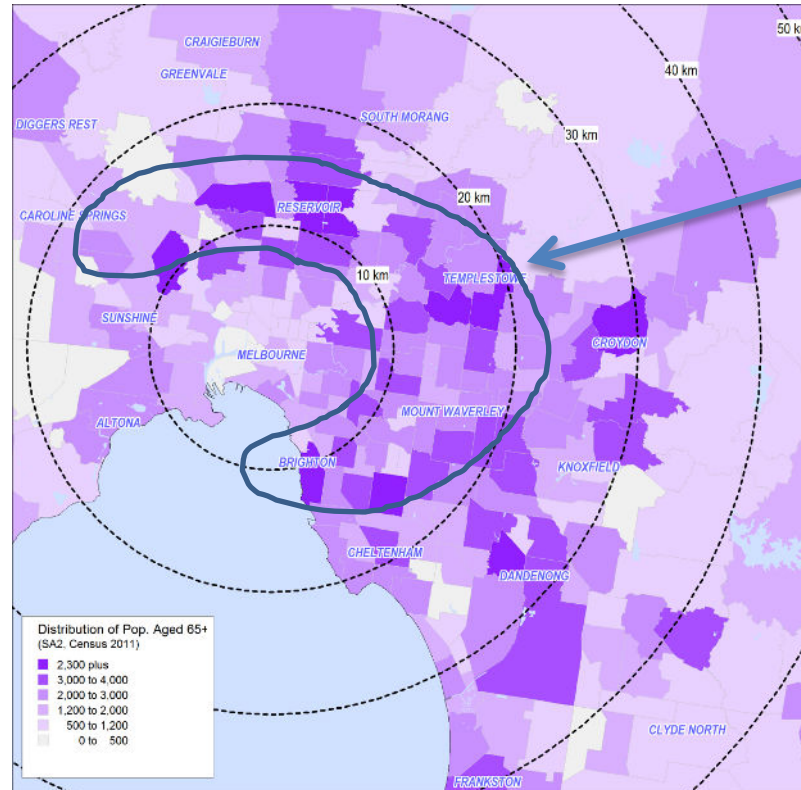 50 km
CRAIGIEBURN
GREENVALE
40 km
DIGGERS REST
SOUTH MORANG
30 km
20 km
CAROLINE SPRINGS
RESERVOIR
10 km
TEMPLESTOWE
SUNSHINE
MELBOURNE
CROYDON
ALTONA
MOUNT WAVERLEY
BRIGHTON
KNOXFIELD
CHELTENHAM
DANDENONG
Distribution of Pop. Aged 65+
(SA2, Census 2011)
2,300 plus
3,000 to 4,000
2,000 to 3,000
1,200 to 2,000
500 to 1,200
0 to 500
CLYDE NORTH
FRANKSTON